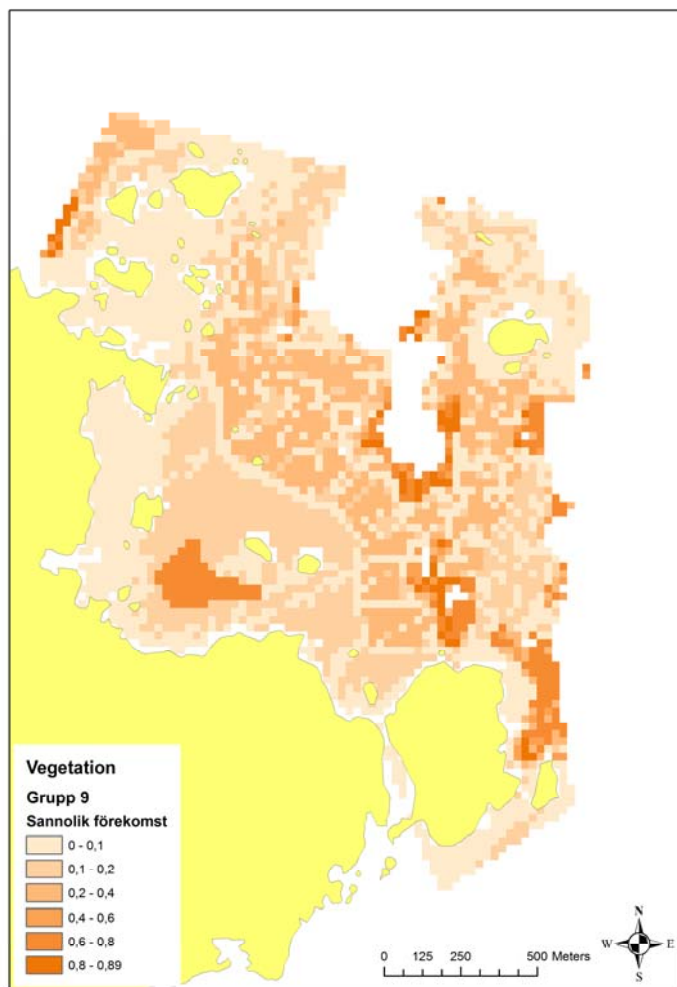 Vegetation
Grupp 9
Sannolik förekomst
0 - 0,1
0,1 - 0,2
0,2 - 0,4
0,4 - 0,6
0,6 - 0,8
0,8 - 0,89
0 125 250 500 Meters
N
W E
S